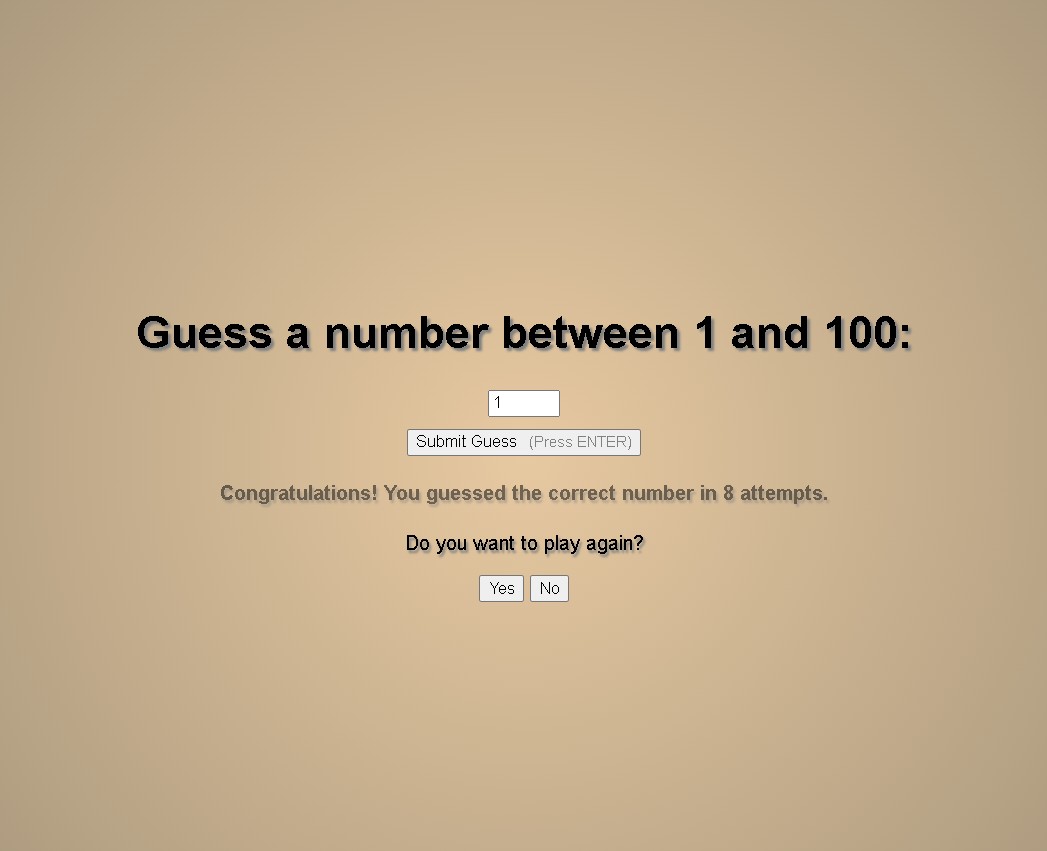 Guess a number between 1 and 100:
1
Submit Guess (Press ENTER)
Congratulations! You guessed the correct number in 8 attempts.
Do you want to play again?
Yes No